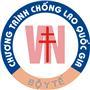 CHƯƠNG TRÌNH CHỐNG LAO QUỐC GIA
VN
BỘ Y TẾ